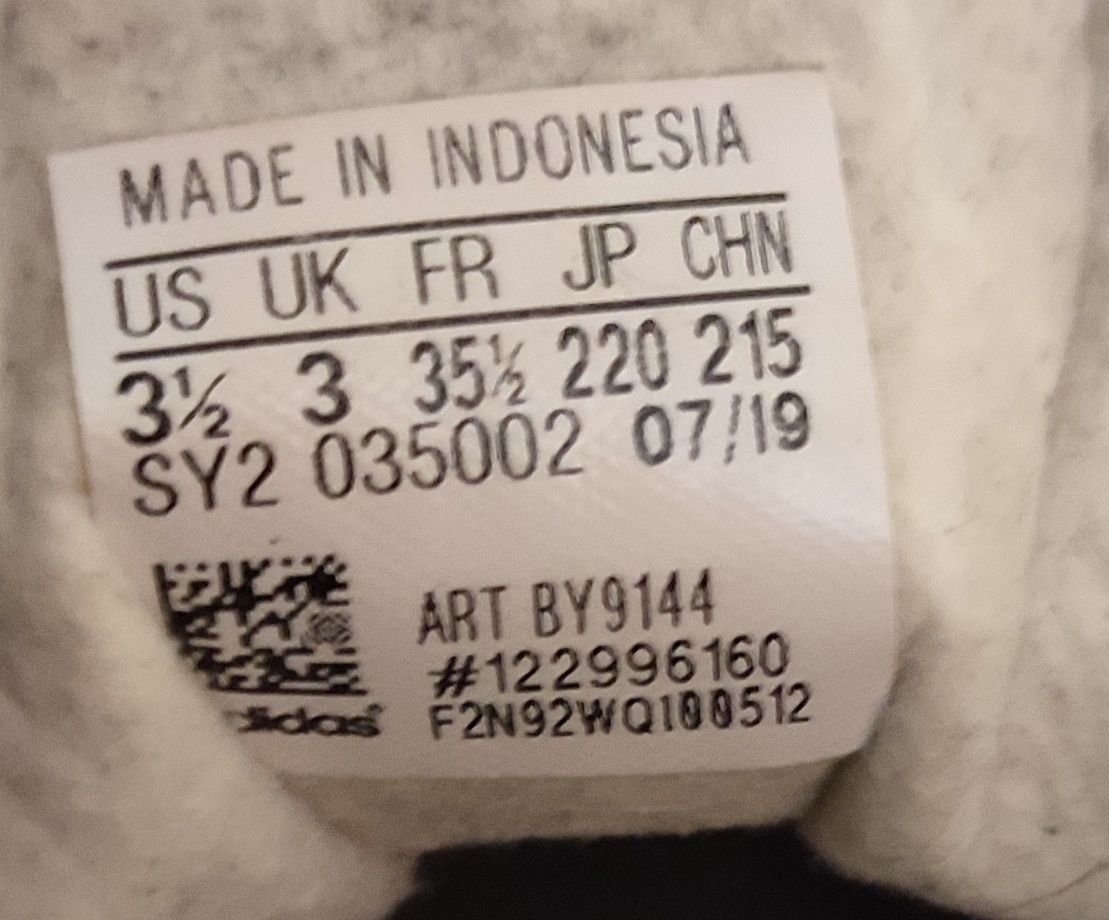 MADE IN INDONESIA
US UK FR JP CHN
3½ 3 35½ 220 215
SY2 035002 07/19
ART BY9144
#122996160
adidas F2N92WQ100512